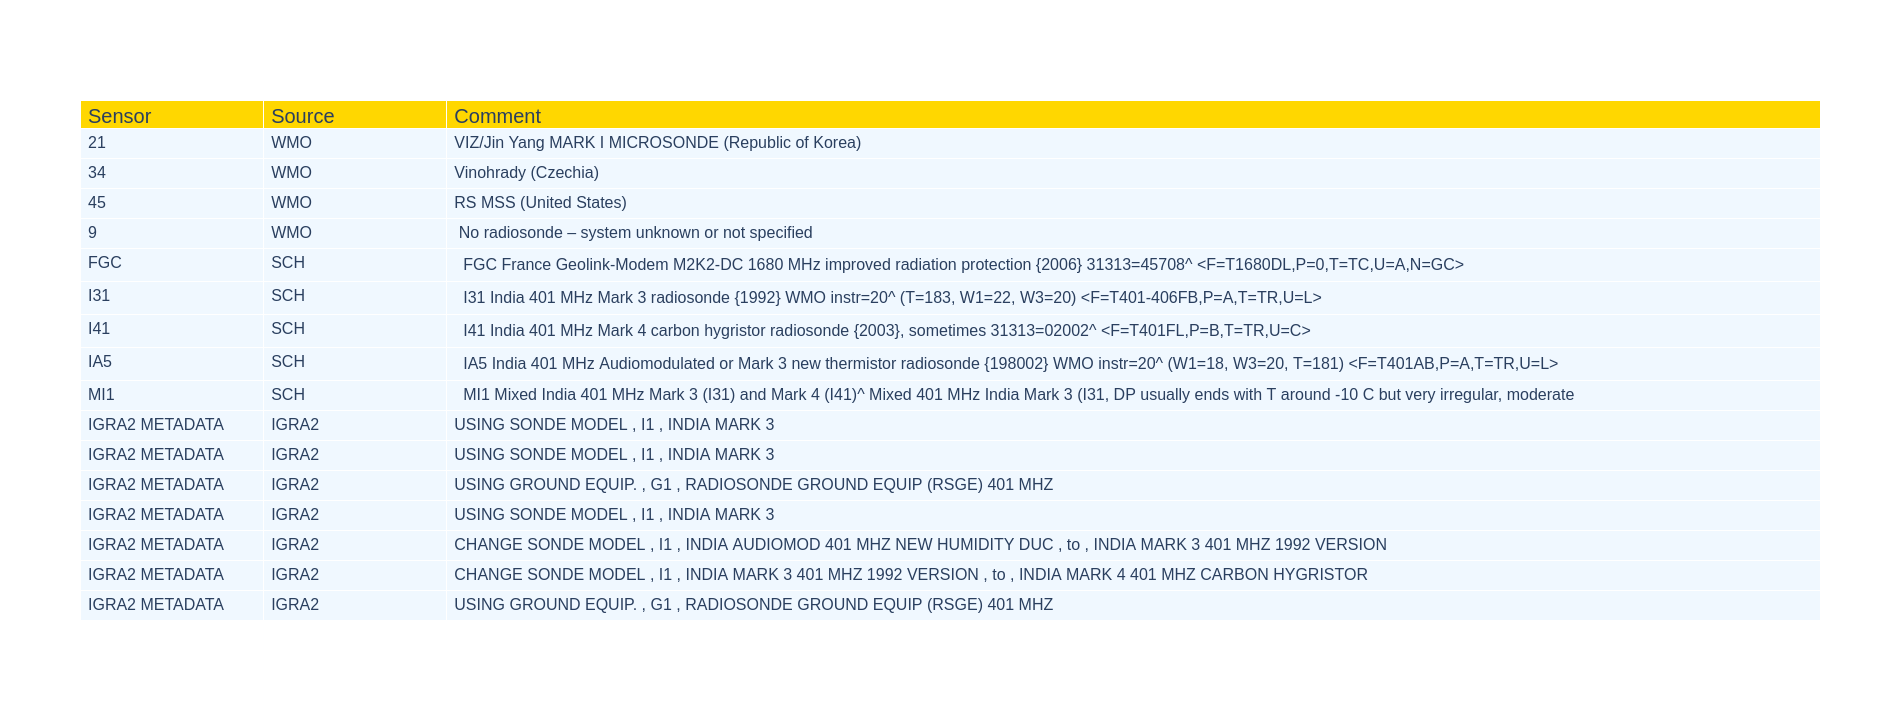 Sensor Source Comment
21 WMO VIZ/Jin Yang MARK I MICROSONDE (Republic of Korea)
34 WMO Vinohrady (Czechia)
45 WMO RS MSS (United States)
9 WMO No radiosonde – system unknown or not specified
FGC SCH FGC France Geolink-Modem M2K2-DC 1680 MHz improved radiation protection {2006} 31313=45708^ <F=T1680DL,P=0,T=TC,U=A,N=GC>
I31 SCH I31 India 401 MHz Mark 3 radiosonde {1992} WMO instr=20^ (T=183, W1=22, W3=20) <F=T401-406FB,P=A,T=TR,U=L>
I41 SCH I41 India 401 MHz Mark 4 carbon hygristor radiosonde {2003}, sometimes 31313=02002^ <F=T401FL,P=B,T=TR,U=C>
IA5 SCH IA5 India 401 MHz Audiomodulated or Mark 3 new thermistor radiosonde {198002} WMO instr=20^ (W1=18, W3=20, T=181) <F=T401AB,P=A,T=TR,U=L>
MI1 SCH MI1 Mixed India 401 MHz Mark 3 (I31) and Mark 4 (I41)^ Mixed 401 MHz India Mark 3 (I31, DP usually ends with T around -10 C but very irregular, moderate
IGRA2 METADATA IGRA2 USING SONDE MODEL , I1 , INDIA MARK 3
IGRA2 METADATA IGRA2 USING SONDE MODEL , I1 , INDIA MARK 3
IGRA2 METADATA IGRA2 USING GROUND EQUIP. , G1 , RADIOSONDE GROUND EQUIP (RSGE) 401 MHZ
IGRA2 METADATA IGRA2 USING SONDE MODEL , I1 , INDIA MARK 3
IGRA2 METADATA IGRA2 CHANGE SONDE MODEL , I1 , INDIA AUDIOMOD 401 MHZ NEW HUMIDITY DUC , to , INDIA MARK 3 401 MHZ 1992 VERSION
IGRA2 METADATA IGRA2 CHANGE SONDE MODEL , I1 , INDIA MARK 3 401 MHZ 1992 VERSION , to , INDIA MARK 4 401 MHZ CARBON HYGRISTOR
IGRA2 METADATA IGRA2 USING GROUND EQUIP. , G1 , RADIOSONDE GROUND EQUIP (RSGE) 401 MHZ